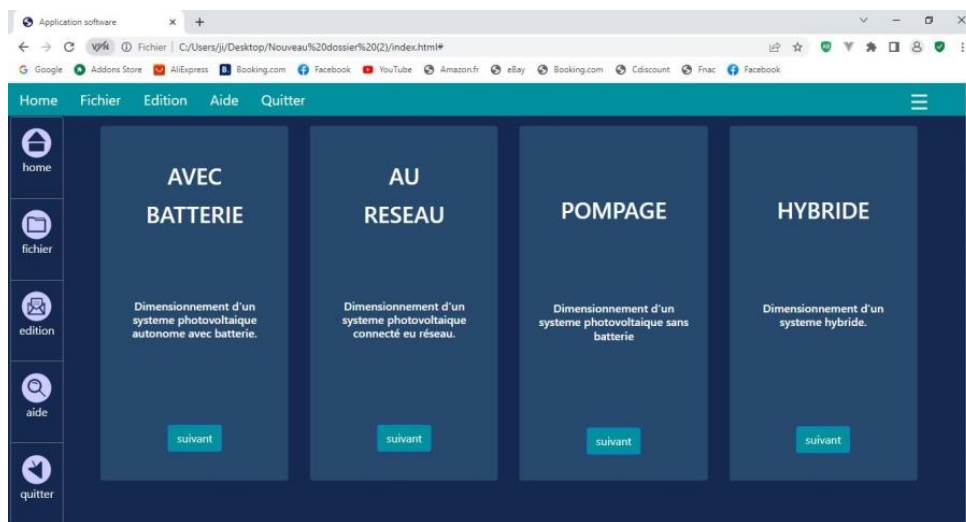 Application software
VPN Fichier | C:/Users/ji/Desktop/Nouveau%20dossier%20(2)/index.html#
Google Addons Store AliExpress Booking.com Facebook YouTube Amazon.fr eBay Booking.com Cdiscount Fnac Facebook
Home Fichier Edition Aide Quitter
home
fichier
edition
aide
quitter
AVEC
BATTERIE
Dimensionnement d'un
systeme photovoltaique
autonome avec batterie.
suivant
AU
RESEAU
Dimensionnement d'un
systeme photovoltaique
connecté eu réseau.
suivant
POMPAGE
Dimensionnement d'un
systeme photovoltaique sans
batterie
suivant
HYBRIDE
Dimensionnement d'un
systeme hybride.
suivant